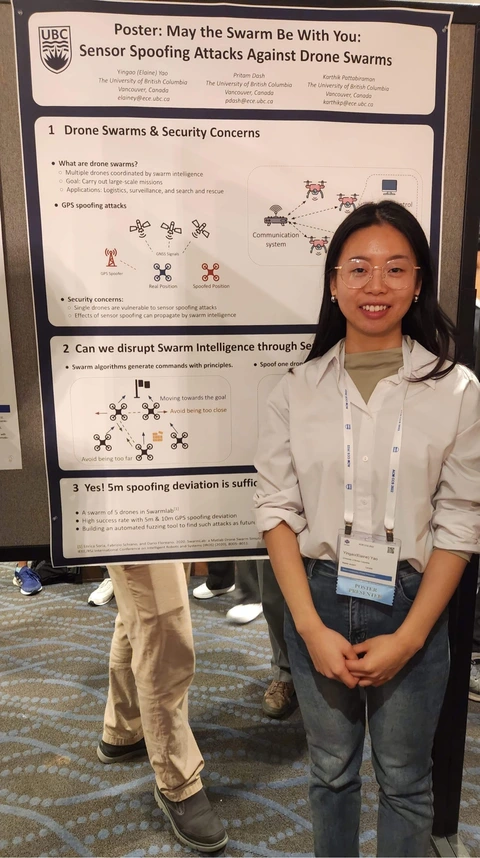 UBC
Poster: May the Swarm Be With You:
Sensor Spoofing Attacks Against Drone Swarms
Yingao (Elaine) Yao
The University of British Columbia
Vancouver, Canada
elainey@ece.ubc.ca
Pritam Dash
The University of British Columbia
Vancouver, Canada
pdash@ece.ubc.ca
Karthik Pattabiraman
The University of British Columbia
Vancouver, Canada
karthikp@ece.ubc.ca
1 Drone Swarms & Security Concerns
What are drone swarms?
Multiple drones coordinated by swarm intelligence
Goal: Carry out large-scale missions
Applications: Logistics, surveillance, and search and rescue
GPS spoofing attacks
GNSS Signals
GPS Spoofer
Real Position
Spoofed Position
Communication
system
Security concerns:
Single drones are vulnerable to sensor spoofing attacks
Effects of sensor spoofing can propagate by swarm intelligence
2 Can we disrupt Swarm Intelligence through
Swarm algorithms generate commands with principles.
Spoof one
Moving towards the goal
Avoid being too close
Avoid being too far
3 Yes! 5m spoofing deviation is
A swarm of 5 drones in Swarmlab[1]
High success rate with 5m & 10m GPS spoofing deviation
Building an automated fuzzing tool to find such attacks as future
POSTER
PRESENTER